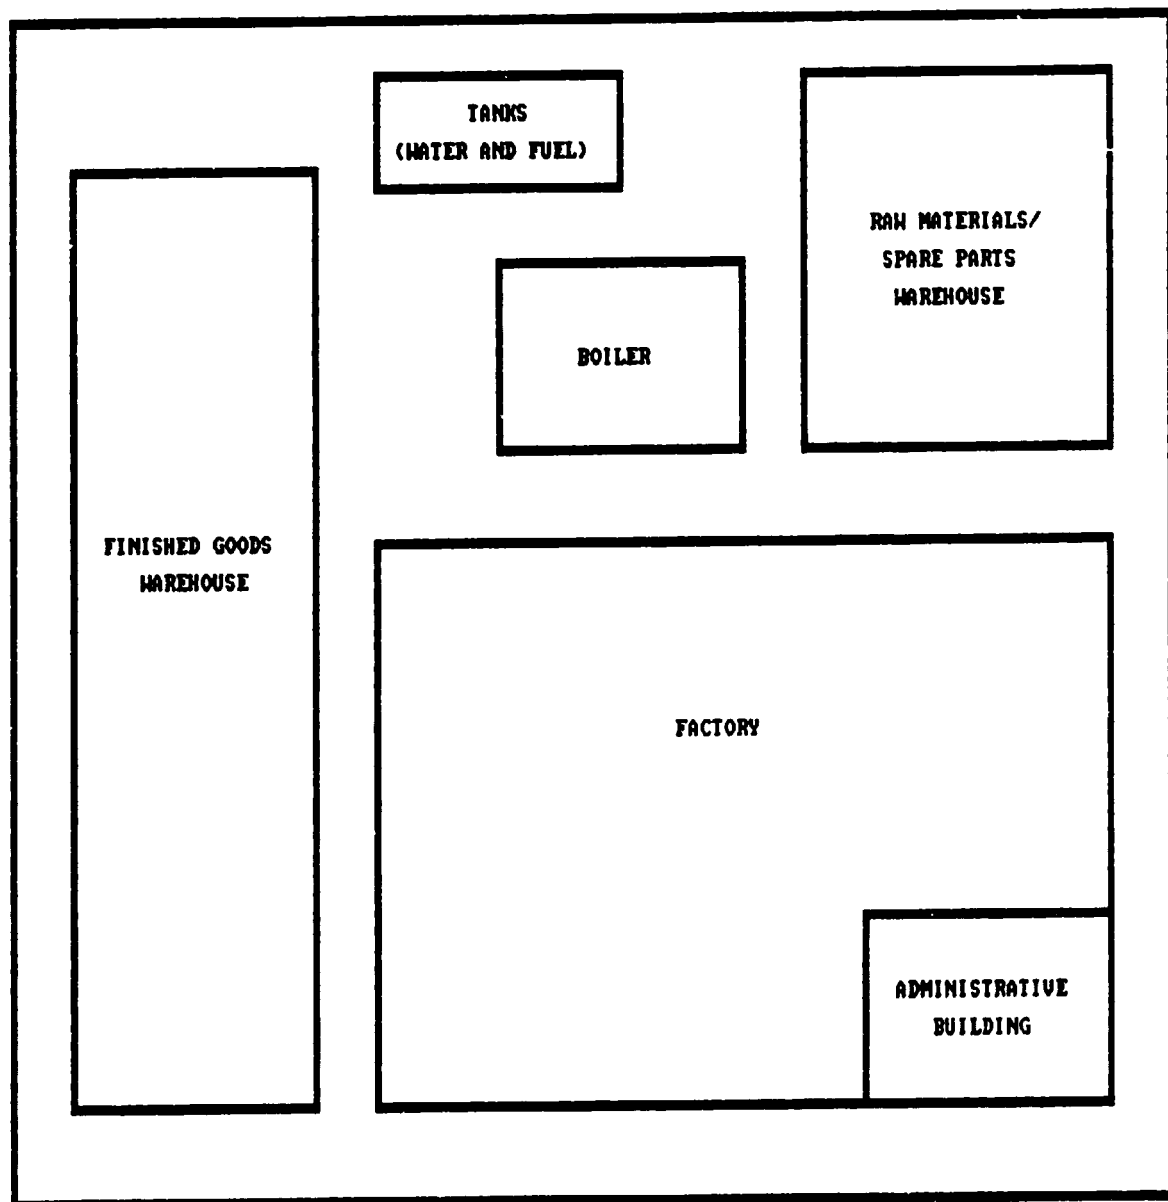 TANKS
(WATER AND FUEL)
RAW MATERIALS/
SPARE PARTS
WAREHOUSE
BOILER
FINISHED GOODS
WAREHOUSE
FACTORY
ADMINISTRATIVE
BUILDING